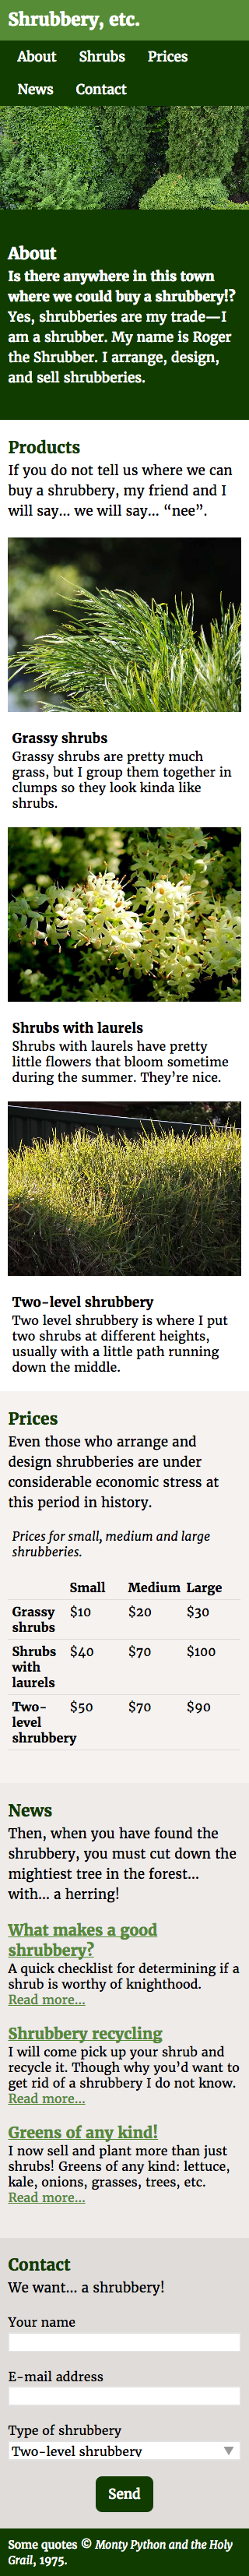 Shrubbery, etc.
About Shrubs Prices
News Contact
About
Is there anywhere in this town
where we could buy a shrubbery!?
Yes, shrubberies are my trade—I
am a shrubber. My name is Roger
the Shrubber. I arrange, design,
and sell shrubberies.
Products
If you do not tell us where we can
buy a shrubbery, my friend and I
will say… we will say… “nee”.
Grassy shrubs
Grassy shrubs are pretty much
grass, but I group them together in
clumps so they look kinda like
shrubs.
Shrubs with laurels
Shrubs with laurels have pretty
little flowers that bloom sometime
during the summer. They’re nice.
Two-level shrubbery
Two level shrubbery is where I put
two shrubs at different heights,
usually with a little path running
down the middle.
Prices
Even those who arrange and
design shrubberies are under
considerable economic stress at
this period in history.
Prices for small, medium and large
shrubberies.
Small Medium Large
Grassy $10 $20 $30
shrubs
Shrubs $40 $70 $100
with
laurels
Two- $50 $70 $90
level
shrubbery
News
Then, when you have found the
shrubbery, you must cut down the
mightiest tree in the forest…
with… a herring!
What makes a good
shrubbery?
A quick checklist for determining if a
shrub is worthy of knighthood.
Read more…
Shrubbery recycling
I will come pick up your shrub and
recycle it. Though why you’d want to
get rid of a shrubbery I do not know.
Read more…
Greens of any kind!
I now sell and plant more than just
shrubs! Greens of any kind: lettuce,
kale, onions, grasses, trees, etc.
Read more…
Contact
We want… a shrubbery!
Your name
E-mail address
Type of shrubbery
Two-level shrubbery
Send
Some quotes © Monty Python and the Holy
Grail, 1975.